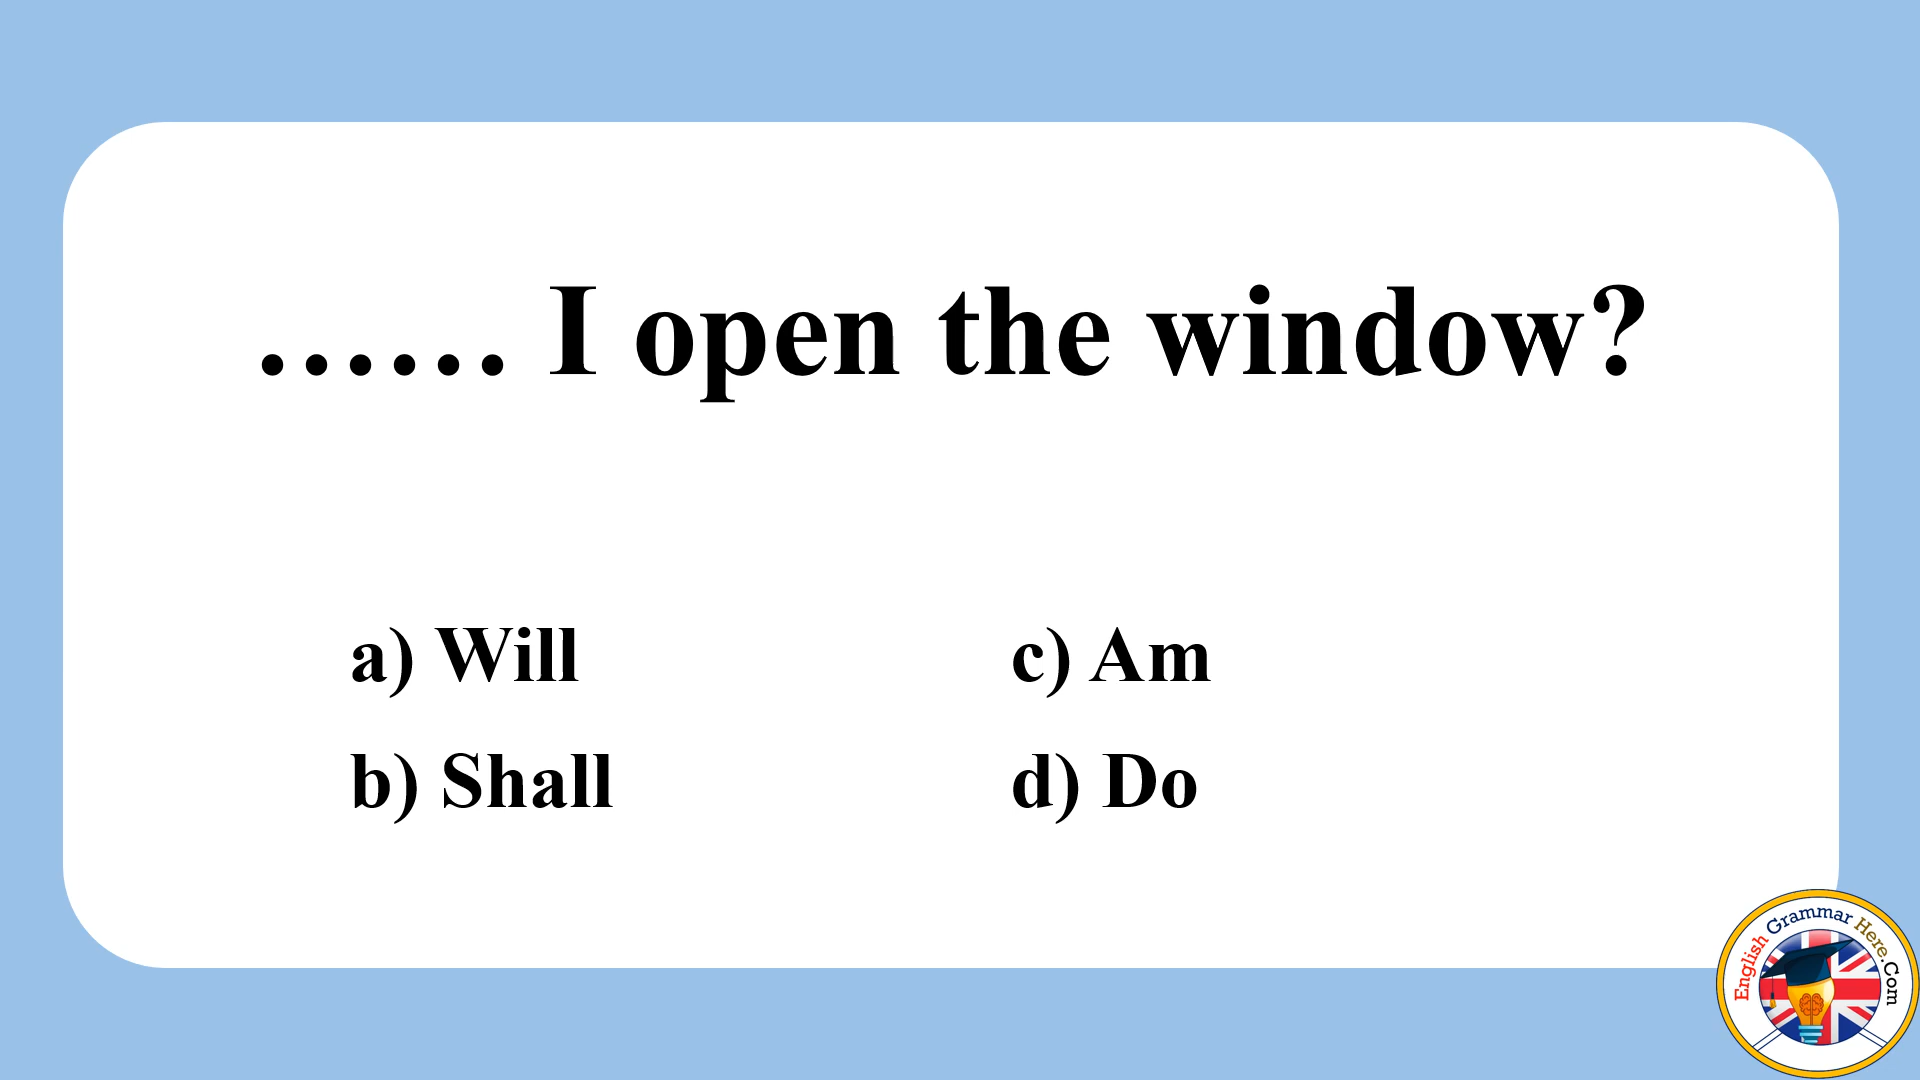 ...... I open the window?
a) Will
b) Shall
c) Am
d) Do
English Grammar Here.Com